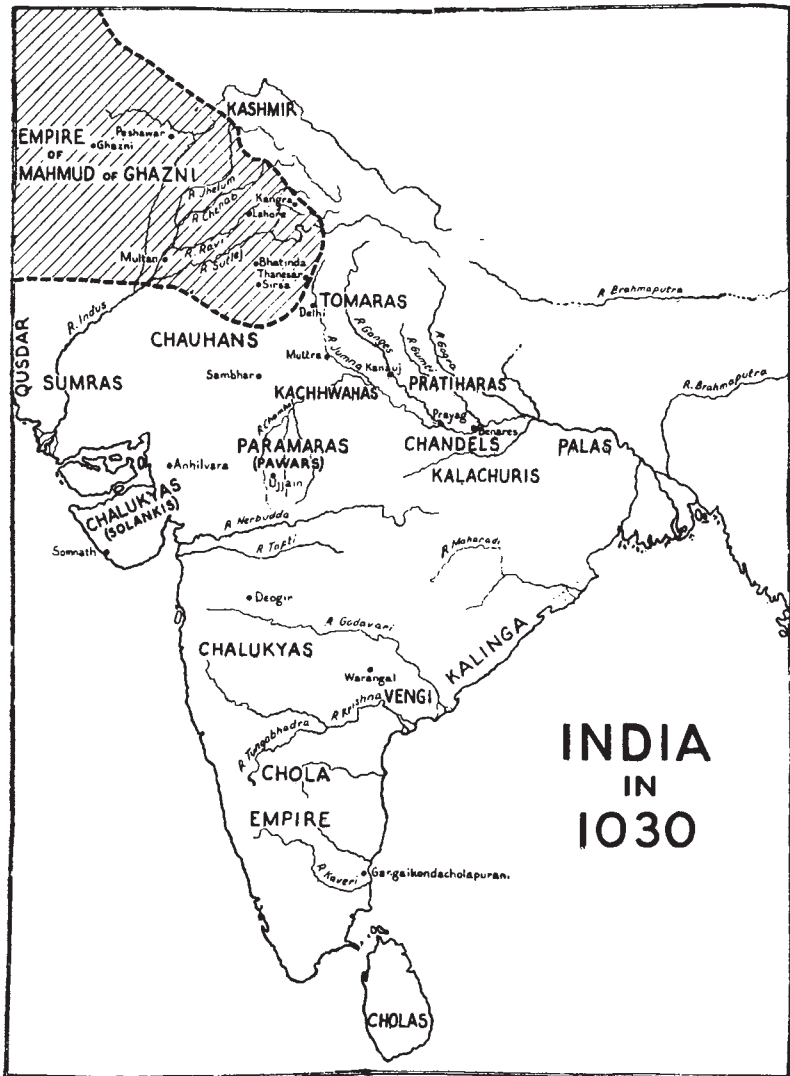 KASHMIR
EMPIRE
OF
MAHMUD OF GHAZNI
Peshawar
Ghazni
R. Jhelum
R. Chenab
Kangra
Lahore
R. Ravi
R. Sutlej
Multan
Bhatinda
Thanesar
Sirsa
R. Indus
QUSDAR
SUMRAS
CHAUHANS
TOMARAS
Delhi
R. Brahmaputra
R. Brahmaputra
Muttra
R. Jumna
R. Ganges
Kanauj
R. Gumti
R. Gogra
PRATIHARAS
Sambhar
KACHHWAHAS
R. Chambal
Prayag
Benares
CHANDELS
PALAS
KALACHURIS
PARAMARAS
(PAWARS)
Ujjain
Anhilvara
CHALUKYAS
(SOLANKIS)
Somnath
R. Nerbudda
R. Tapti
R. Maharadi
Deogir
R. Godavari
CHALUKYAS
Warangal
VENGI
KALINGA
R. Krishna
R. Tungabhadra
CHOLA
EMPIRE
R. Kaveri
Gargaikondacholapuram
CHOLAS
INDIA
IN
1030